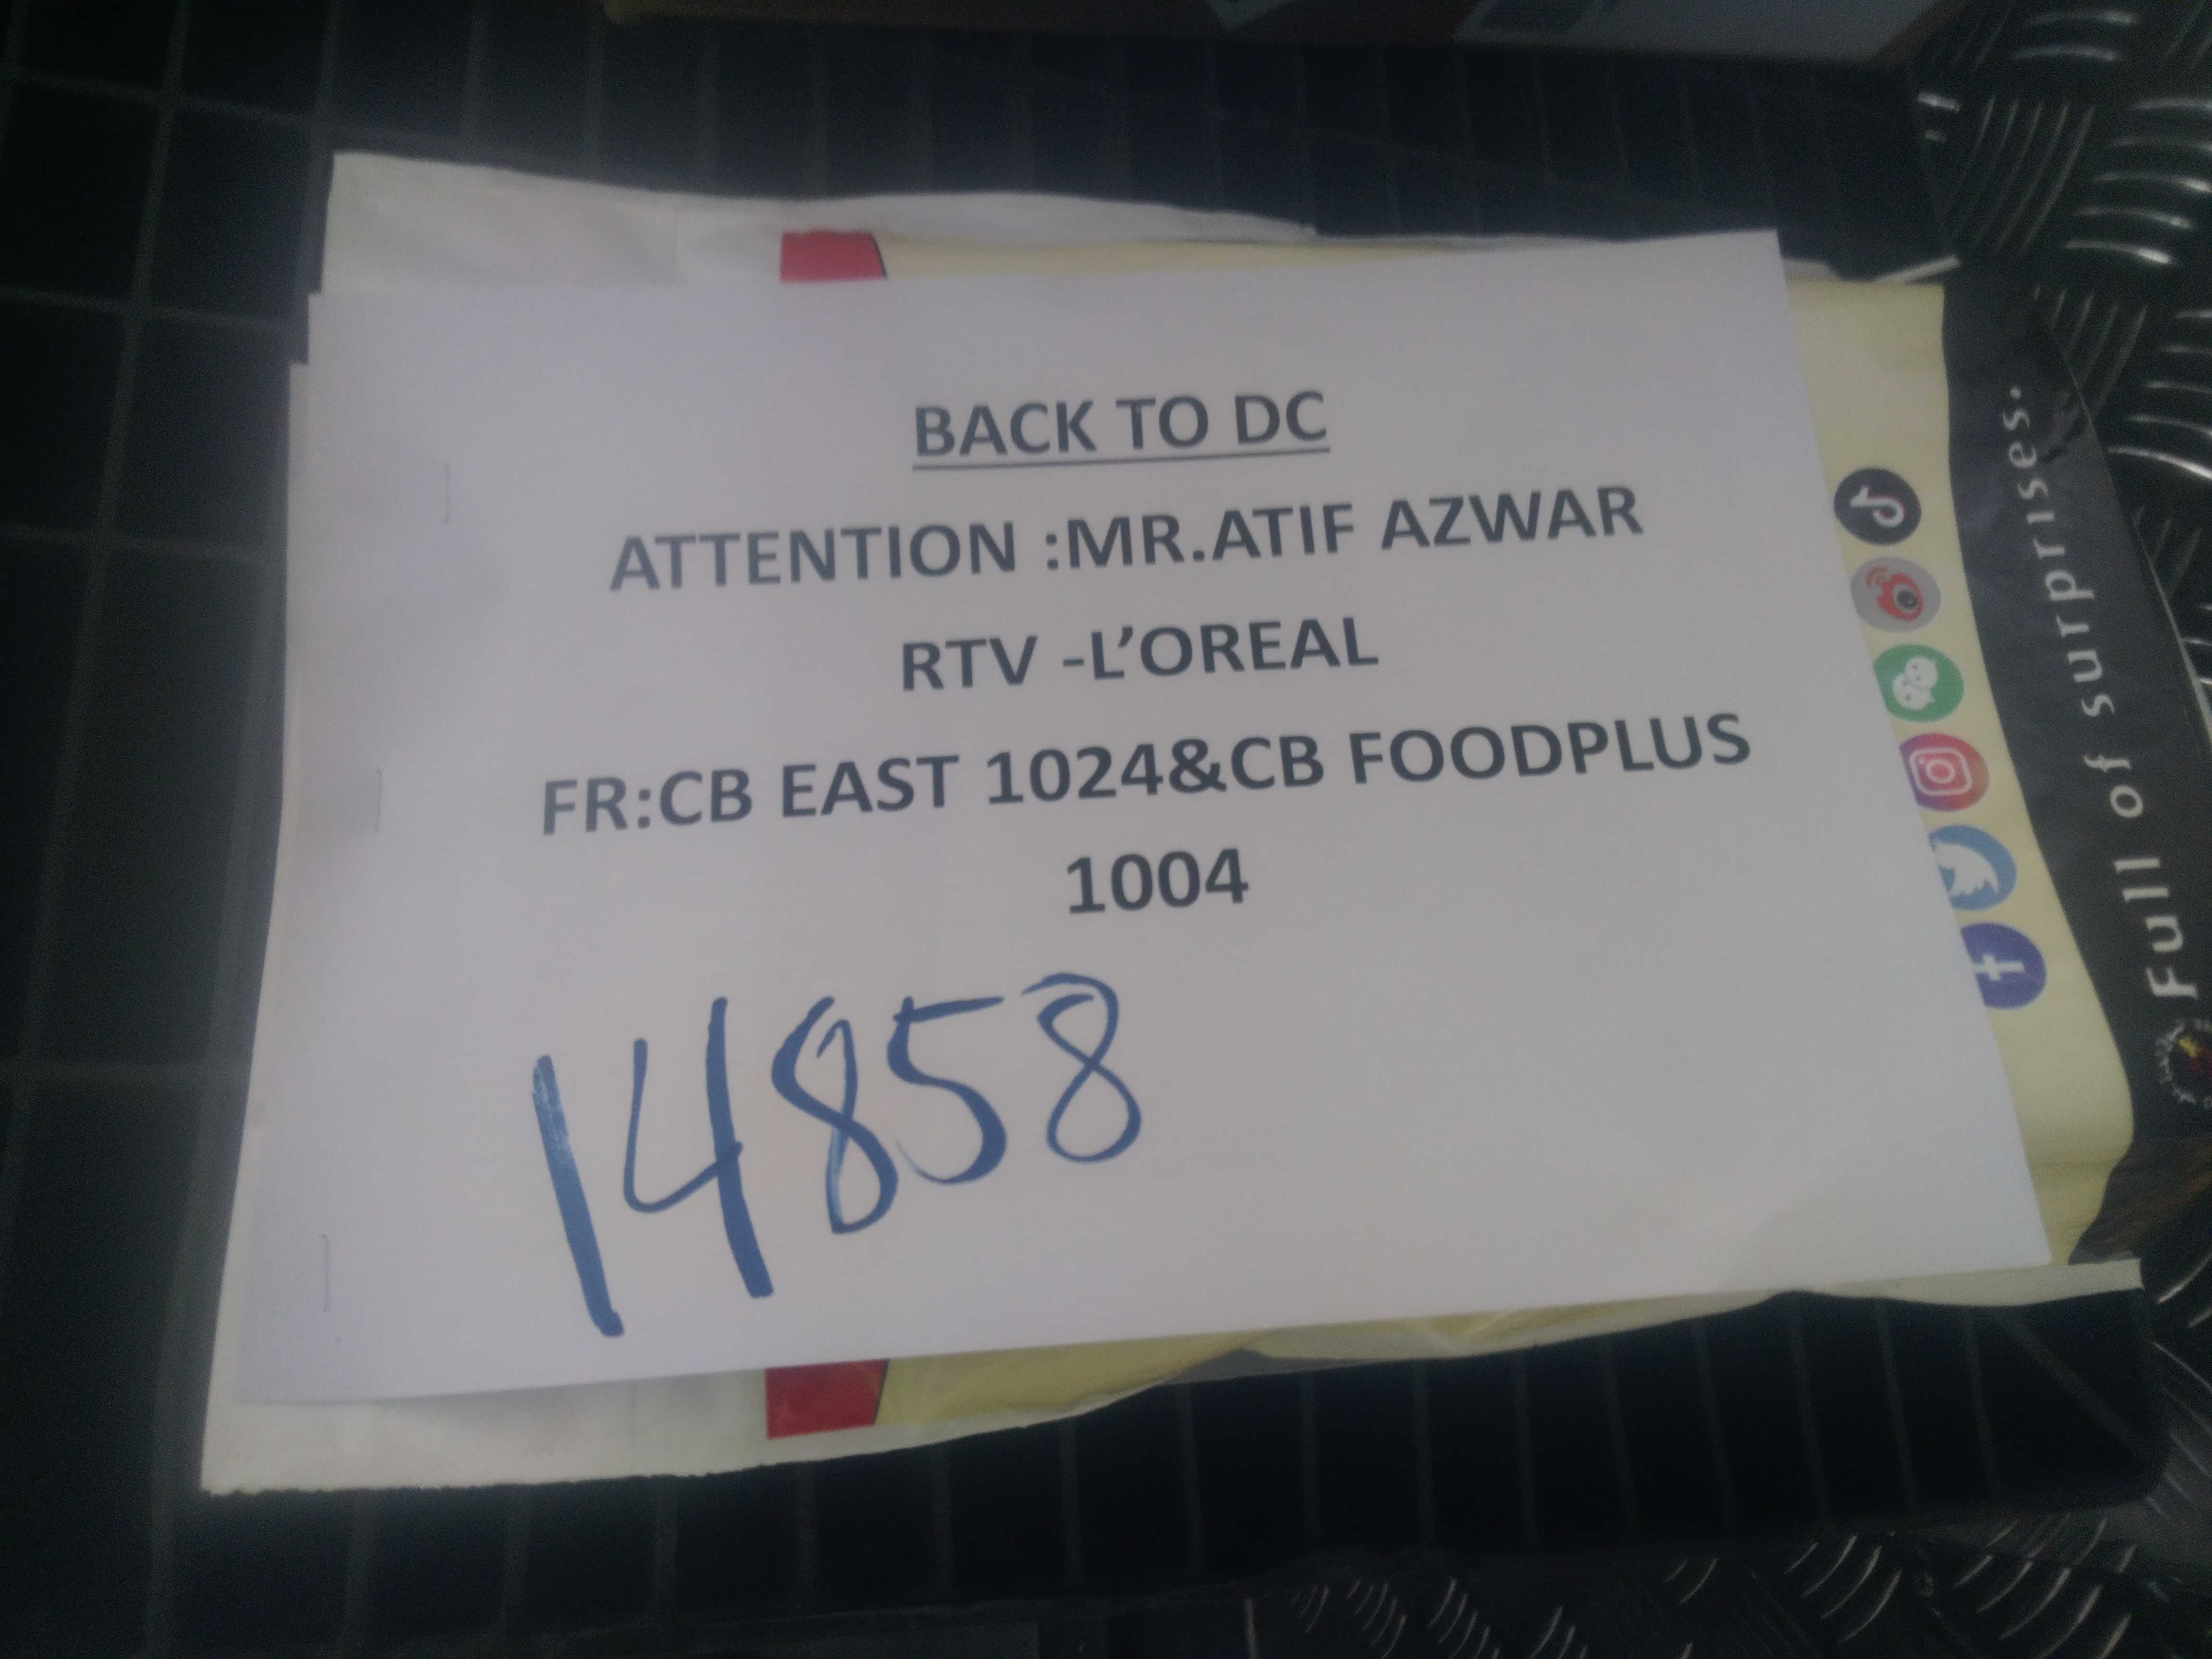 BACK TO DC
ATTENTION :MR.ATIF AZWAR
RTV -L’OREAL
FR:CB EAST 1024&CB FOODPLUS
1004
14858
Full of surprises.